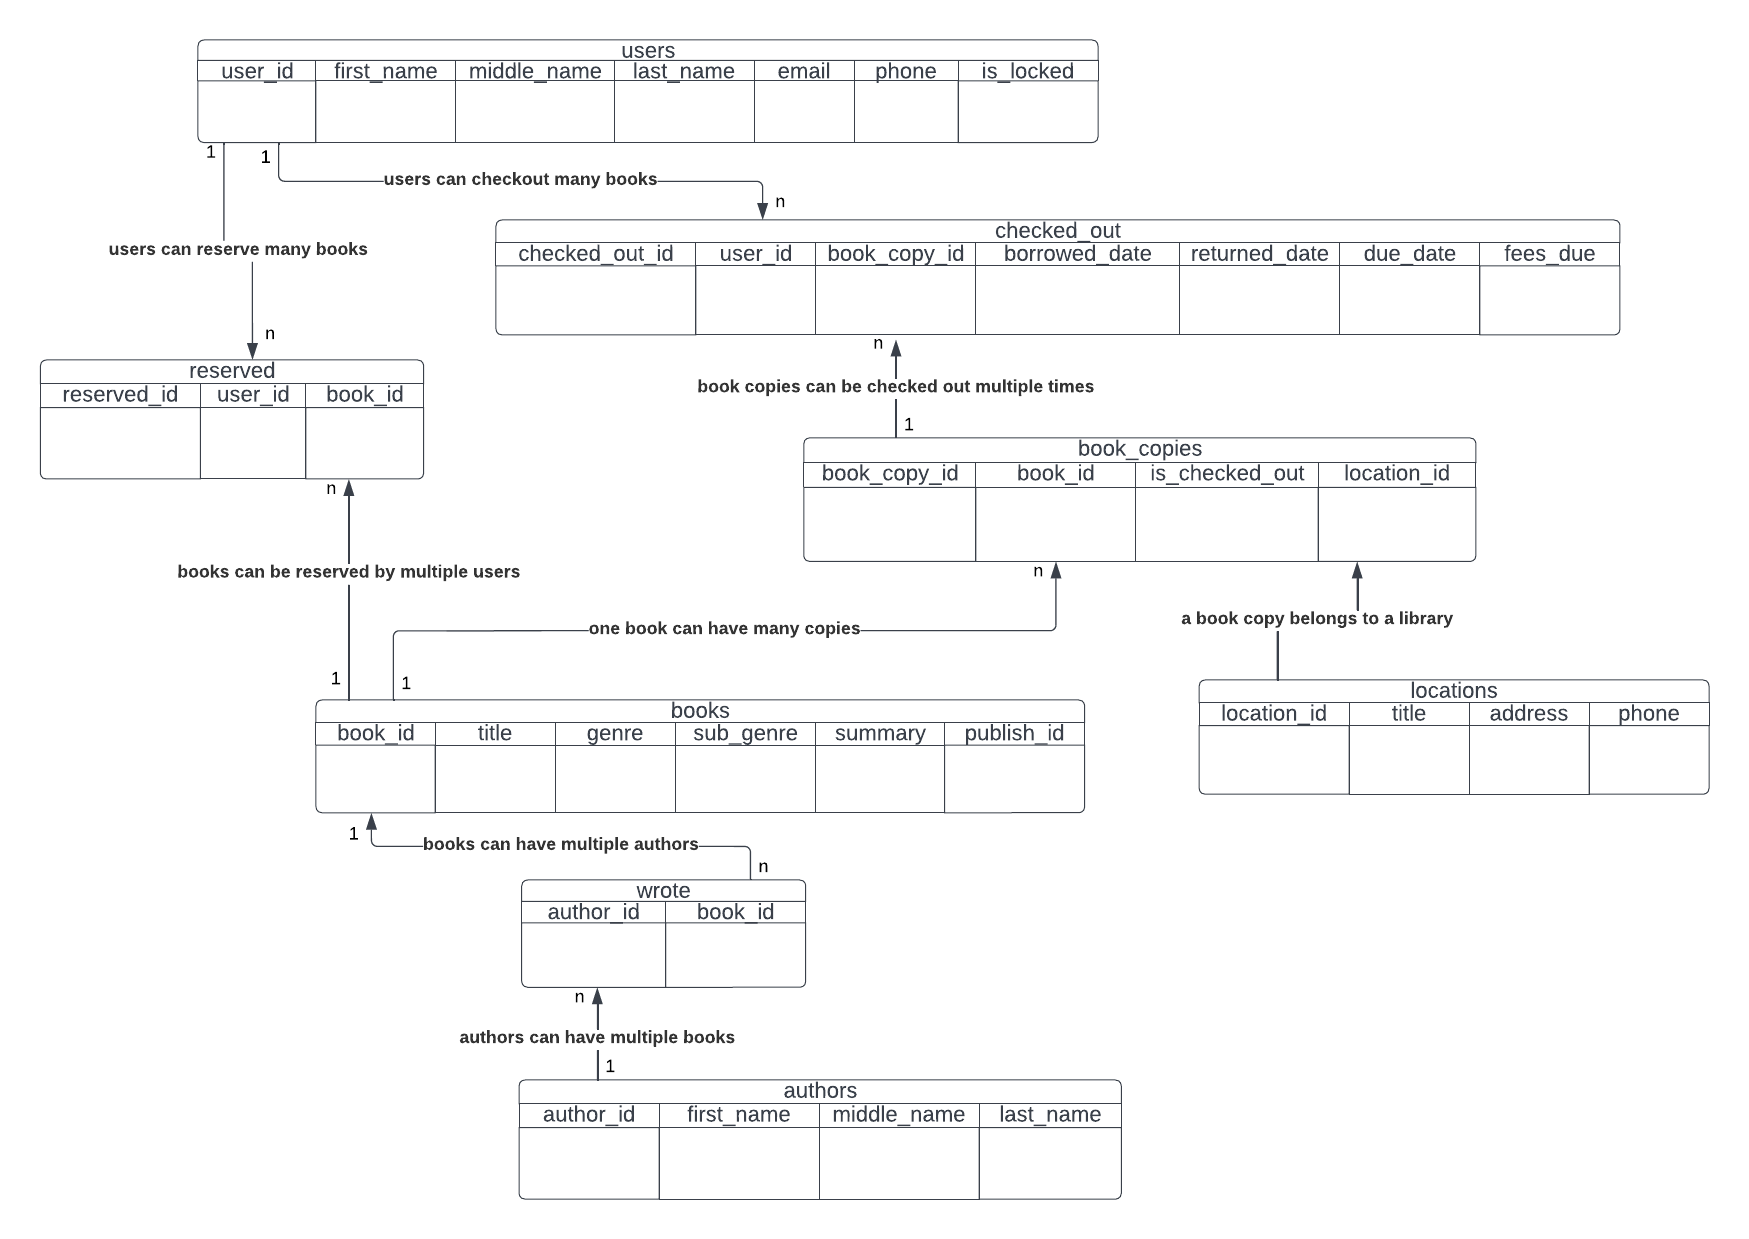 users
user_id first_name middle_name last_name email phone is_locked
1 1
users can checkout many books
n
checked_out
checked_out_id user_id book_copy_id borrowed_date returned_date due_date fees_due
users can reserve many books
n
reserved
reserved_id user_id book_id
n
book copies can be checked out multiple times
1
book_copies
book_copy_id book_id is_checked_out location_id
n
books can be reserved by multiple users
n
one book can have many copies
a book copy belongs to a library
1 1
locations
location_id title address phone
books
book_id title genre sub_genre summary publish_id
1
books can have multiple authors
n
wrote
author_id book_id
n
authors can have multiple books
1
authors
author_id first_name middle_name last_name